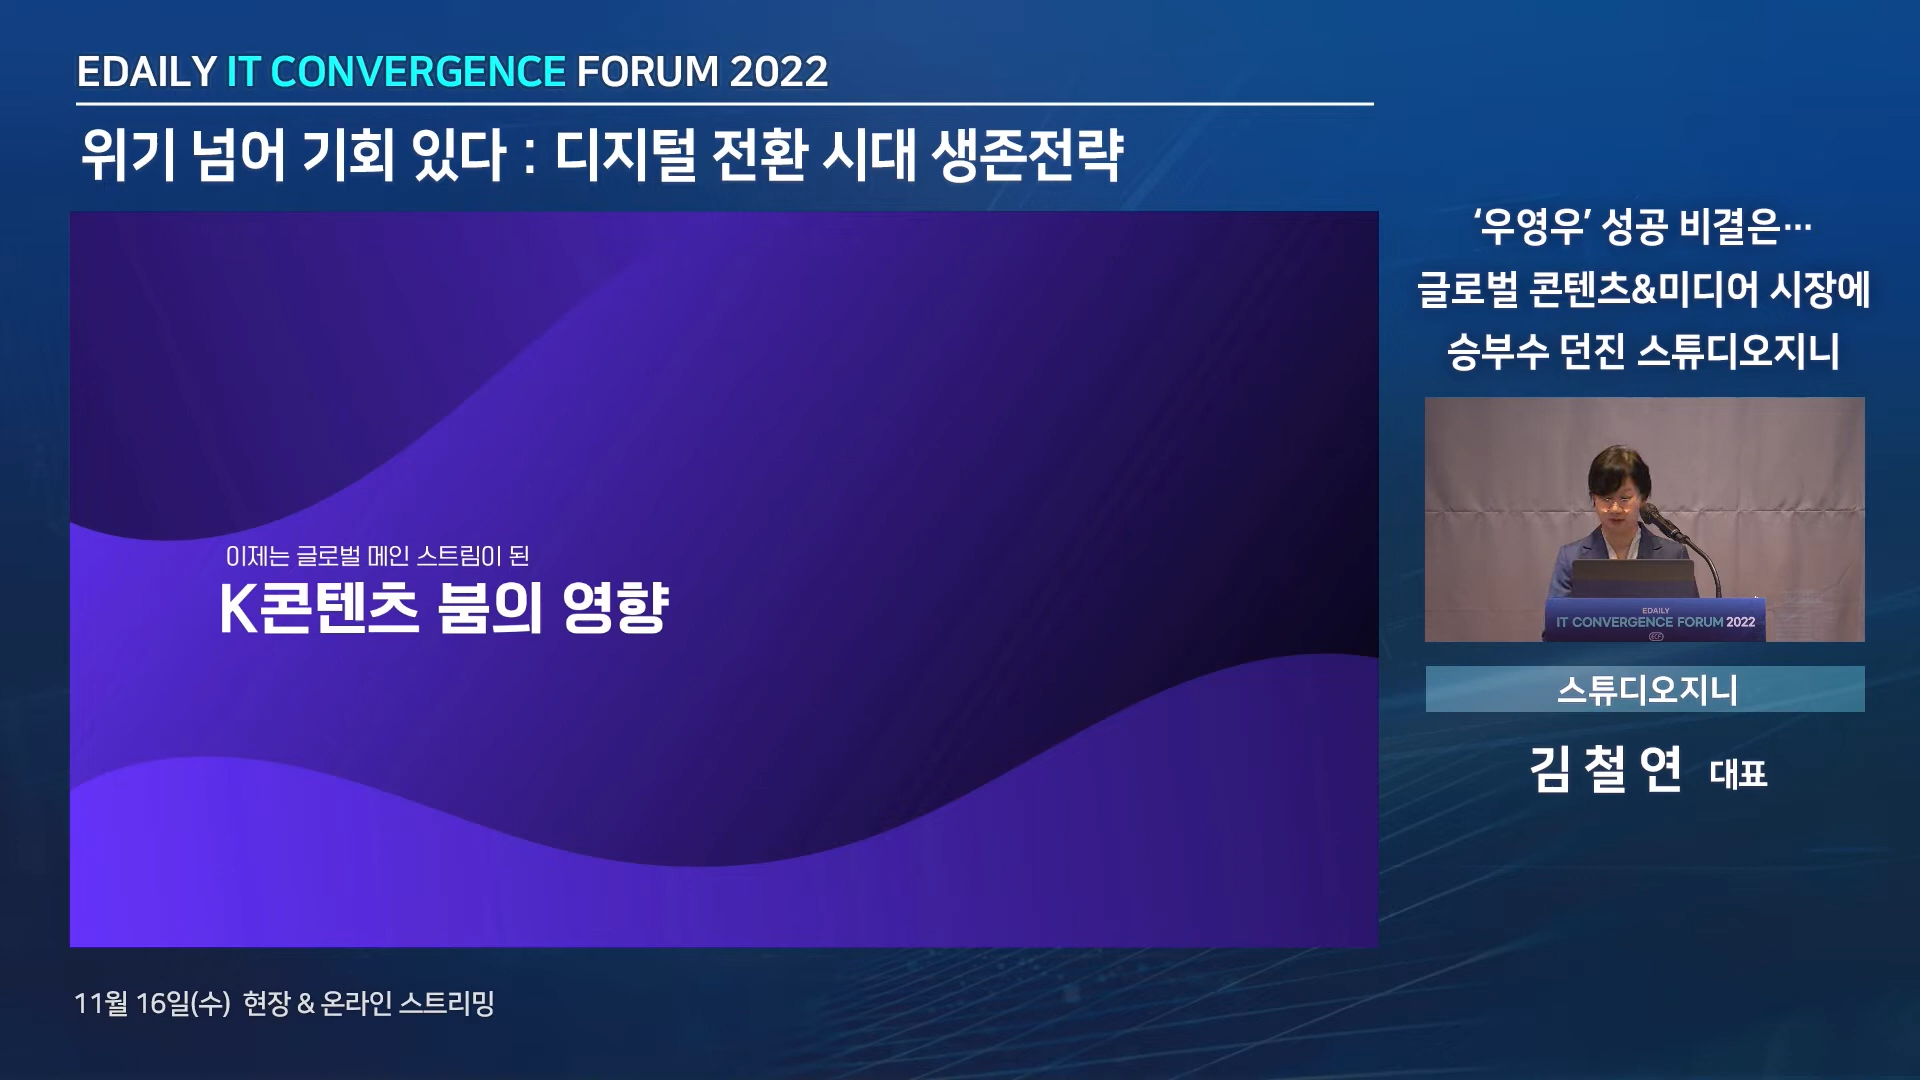 EDAILY IT CONVERGENCE FORUM 2022
위기 넘어 기회 있다 : 디지털 전환 시대 생존전략
이제는 글로벌 메인 스트림이 된
K콘텐츠 붐의 영향
‘우영우’ 성공 비결은…
글로벌 콘텐츠&미디어 시장에
승부수 던진 스튜디오지니
EDAILY
IT CONVERGENCE FORUM 2022
ECF
스튜디오지니
김철연 대표
11월 16일(수) 현장 & 온라인 스트리밍